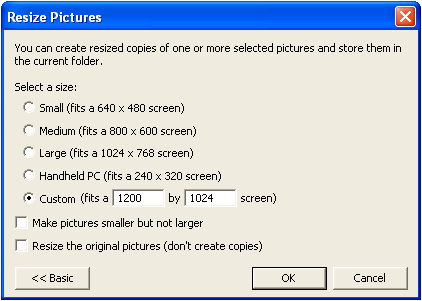 Resize Pictures
You can create resized copies of one or more selected pictures and store them in
the current folder.
Select a size:
Small (fits a 640 x 480 screen)
Medium (fits a 800 x 600 screen)
Large (fits a 1024 x 768 screen)
Handheld PC (fits a 240 x 320 screen)
Custom (fits a 1200 by 1024 screen)
Make pictures smaller but not larger
Resize the original pictures (don't create copies)
<< Basic OK Cancel